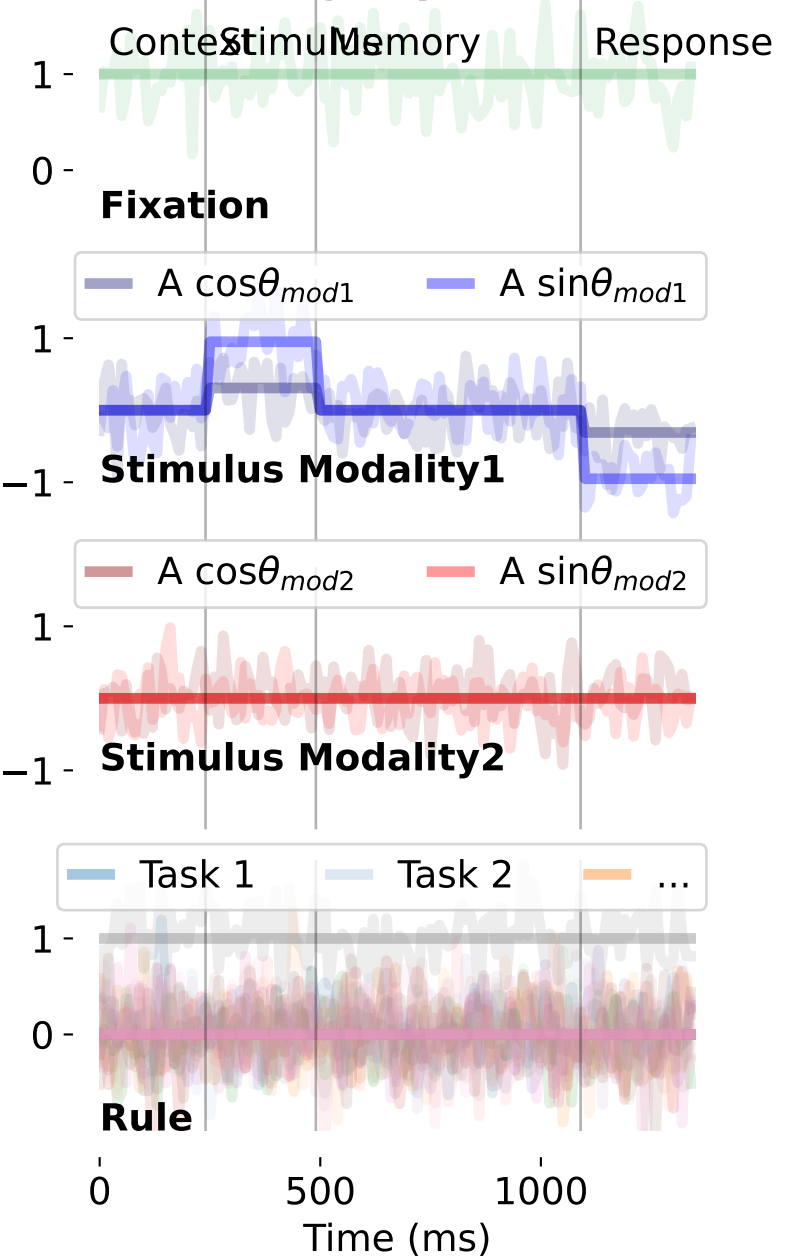 Context Stimulus Memory Response
1
0
Fixation
A cosθmod1 A sinθmod1
1
Stimulus Modality1
−1
A cosθmod2 A sinθmod2
1
Stimulus Modality2
−1
Task 1 Task 2 ...
1
0
Rule
0 500 1000
Time (ms)